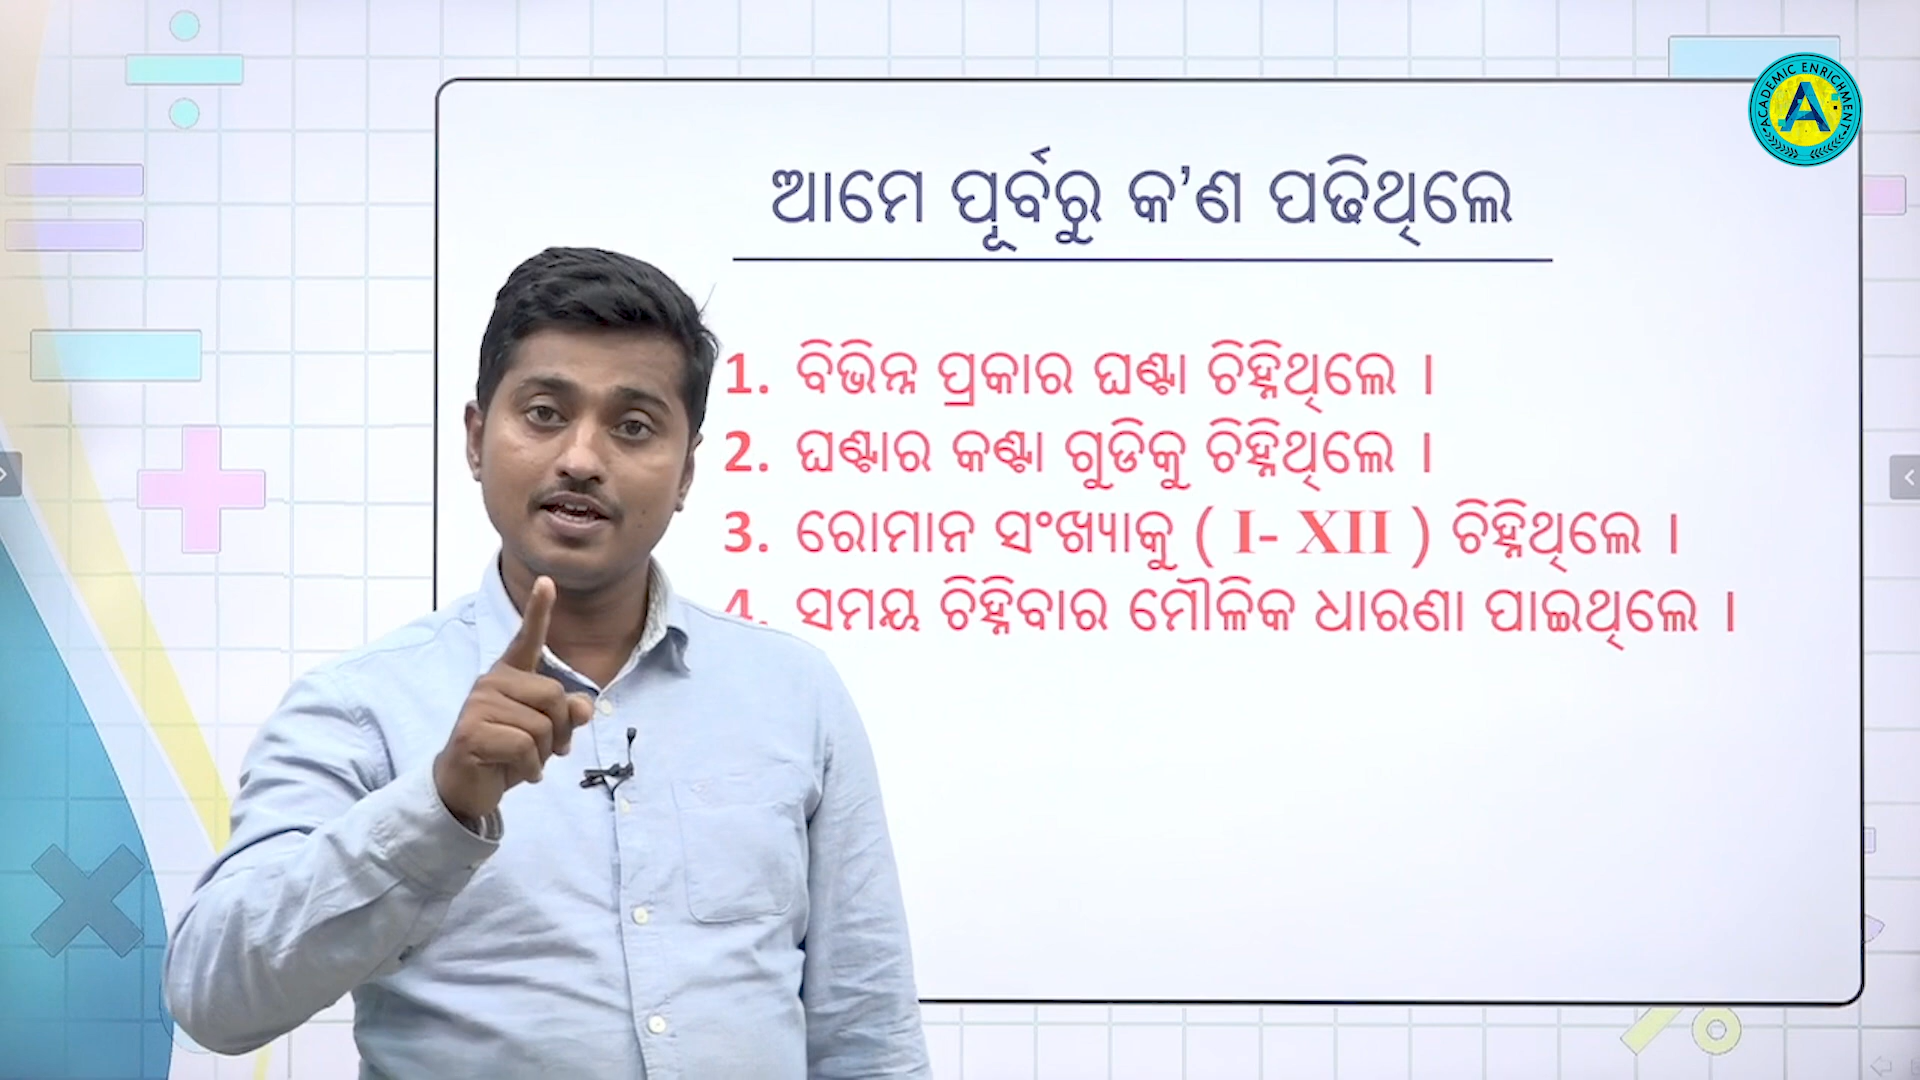 ACADEMIC ENRICHMENT
A
ଆମେ ପୂର୍ବରୁ କ'ଣ ପଢିଥିଲେ
1. ବିଭିନ୍ନ ପ୍ରକାର ଘଣ୍ଟା ଚିହ୍ନିଥିଲେ ।
2. ଘଣ୍ଟାର କଣ୍ଟା ଗୁଡିକୁ ଚିହ୍ନିଥିଲେ ।
3. ରୋମାନ ସଂଖ୍ୟାକୁ ( I- XII ) ଚିହ୍ନିଥିଲେ ।
4. ସମୟ ଚିହ୍ନିବାର ମୌଳିକ ଧାରଣା ପାଇଥିଲେ ।